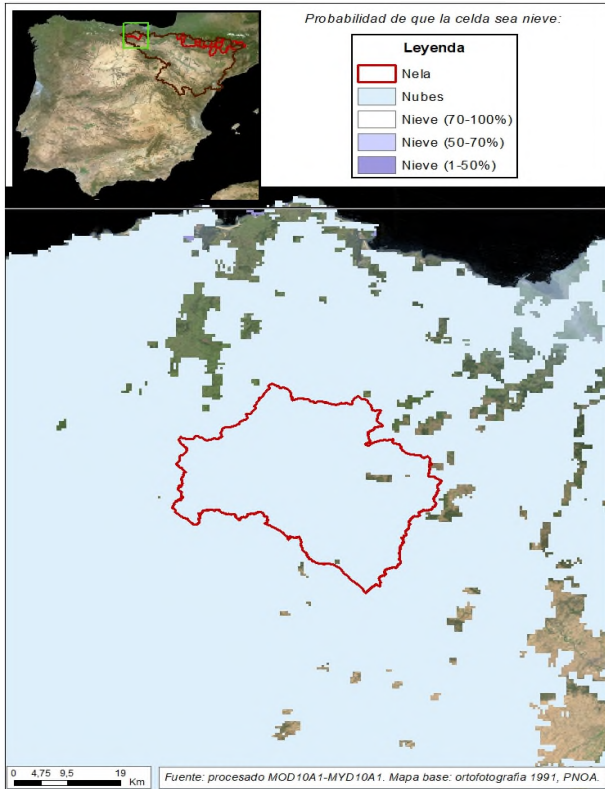 Probabilidad de que la celda sea nieve:
Leyenda
Nela
Nubes
Nieve (70-100%)
Nieve (50-70%)
Nieve (1-50%)
0 4,75 9,5 19
Km
Fuente: procesado MOD10A1-MYD10A1. Mapa base: ortofotografia 1991, PNOA.